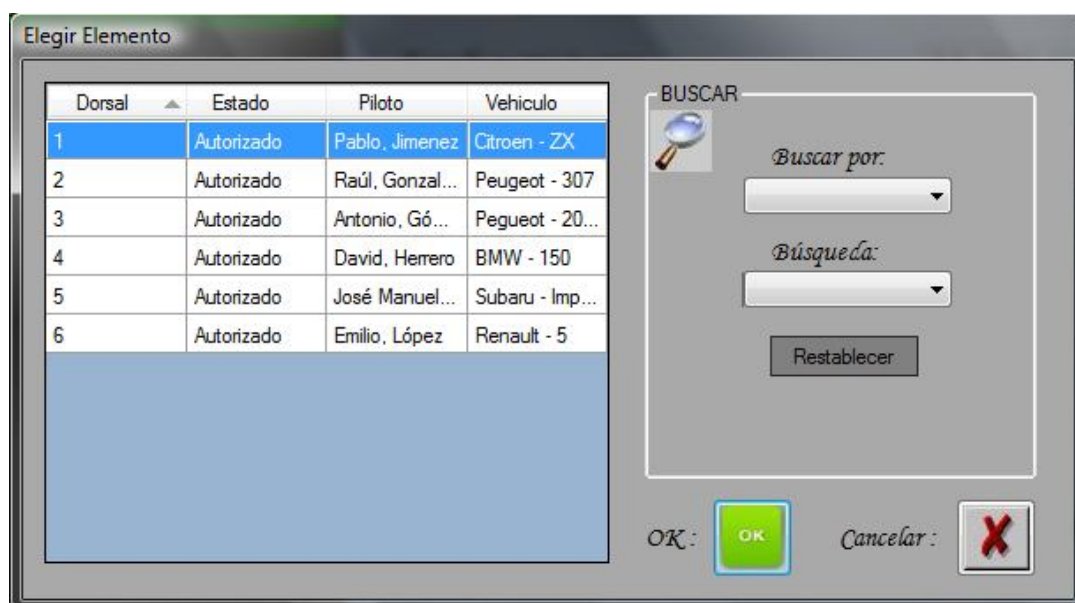 Elegir Elemento
Dorsal Estado Piloto Vehiculo
1 Autorizado Pablo, Jimenez Citroen - ZX
2 Autorizado Raúl, Gonzal... Peugeot - 307
3 Autorizado Antonio, Gó... Pegueot - 20...
4 Autorizado David, Herrero BMW - 150
5 Autorizado José Manuel... Subaru - Imp...
6 Autorizado Emilio, López Renault - 5
BUSCAR
Buscar por:
Búsqueda:
Restablecer
OK : OK Cancelar :